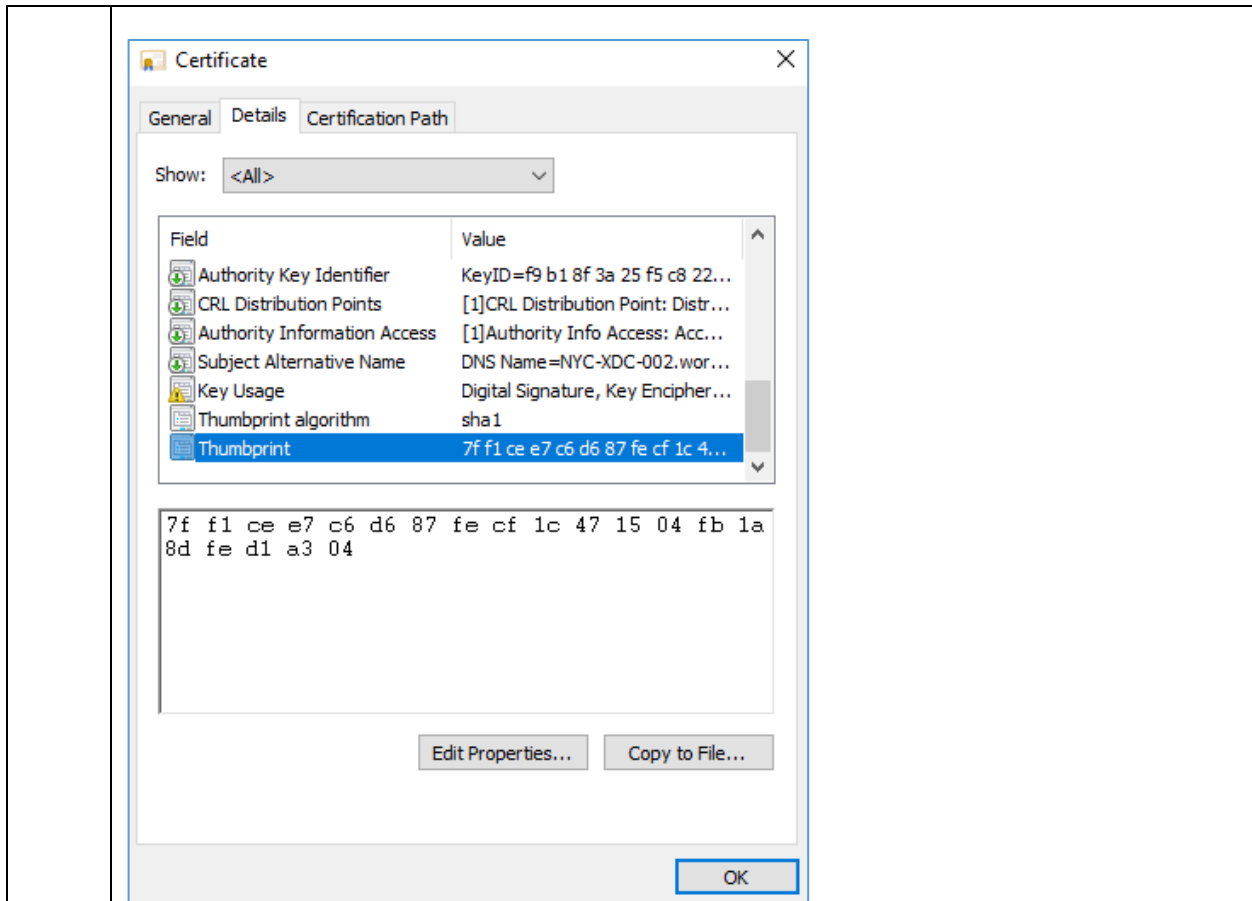 Certificate
General Details Certification Path
Show: <All>
Field Value
Authority Key Identifier KeyID=f9 b1 8f 3a 25 f5 c8 22...
CRL Distribution Points [1]CRL Distribution Point: Distr...
Authority Information Access [1]Authority Info Access: Acc...
Subject Alternative Name DNS Name=NYC-XDC-002.wor...
Key Usage Digital Signature, Key Encipher...
Thumbprint algorithm sha1
Thumbprint 7f f1 ce e7 c6 d6 87 fe cf 1c 4...
7f f1 ce e7 c6 d6 87 fe cf 1c 47 15 04 fb 1a
8d fe d1 a3 04
Edit Properties... Copy to File...
OK